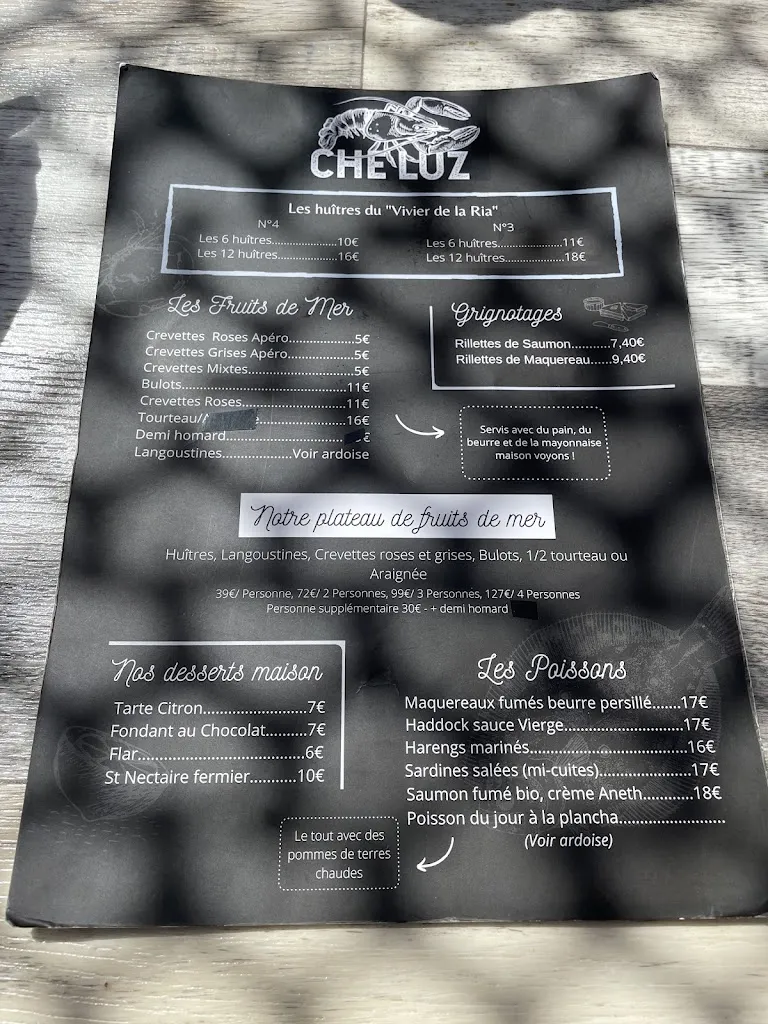 CHE LUZ
Les huîtres du "Vivier de la Ria"
N°4
Les 6 huîtres.....................10€
Les 12 huîtres...................16€
N°3
Les 6 huîtres.....................11€
Les 12 huîtres...................18€
Les Fruits de Mer
Crevettes Roses Apéro..................5€
Crevettes Grises Apéro..................5€
Crevettes Mixtes.............................5€
Bulots.............................................11€
Crevettes Roses.............................11€
Tourteau/A 16€
Demi homard €
Langoustines................Voir ardoise
Grignotages
Rillettes de Saumon..........7,40€
Rillettes de Maquereau......9,40€
Servis avec du pain, du
beurre et de la mayonnaise
maison voyons !
Notre plateau de fruits de mer
Huîtres, Langoustines, Crevettes roses et grises, Bulots, 1/2 tourteau ou
Araignée
39€/ Personne, 72€/ 2 Personnes, 99€/ 3 Personnes, 127€/ 4 Personnes
Personne supplémentaire 30€ - + demi homard
Nos desserts maison
Tarte Citron.......................7€
Fondant au Chocolat.........7€
Flar.....................................6€
St Nectaire fermier..........10€
Les Poissons
Maquereaux fumés beurre persillé.......17€
Haddock sauce Vierge..........................17€
Harengs marinés..................................16€
Sardines salées (mi-cuites)....................17€
Saumon fumé bio, crème Aneth...........18€
Poisson du jour à la plancha.......................
(Voir ardoise)
Le tout avec des
pommes de terres
chaudes